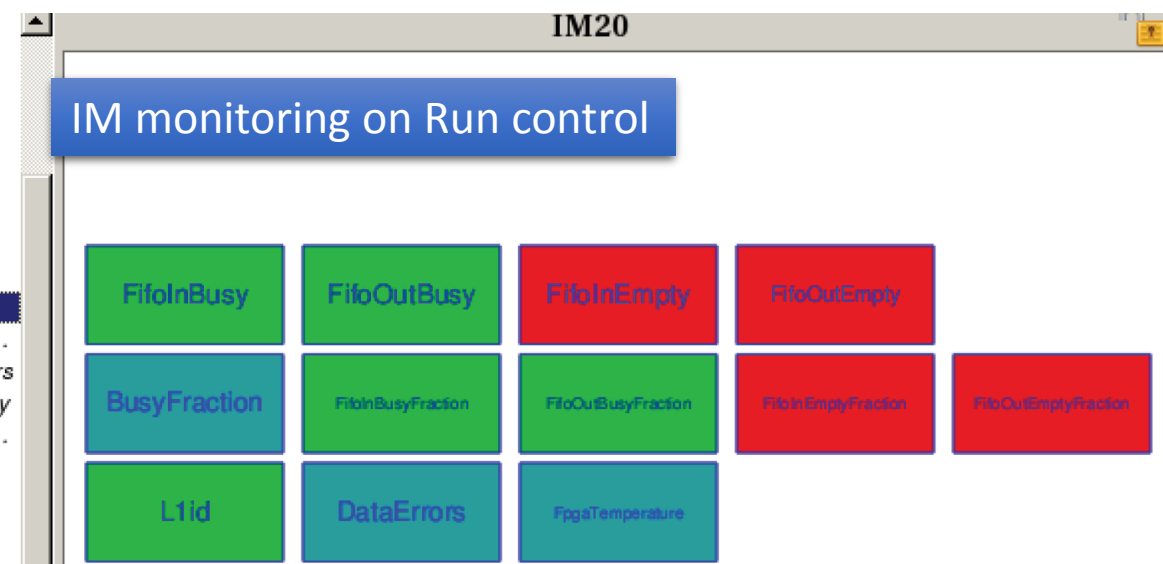 IM20
IM monitoring on Run control
FifoInBusy FifoOutBusy FifoInEmpty FifoOutEmpty
BusyFraction FifoInBusyFraction FifoOutBusyFraction FifoInEmptyFraction FifoOutEmptyFraction
L1id DataErrors FpgaTemperature